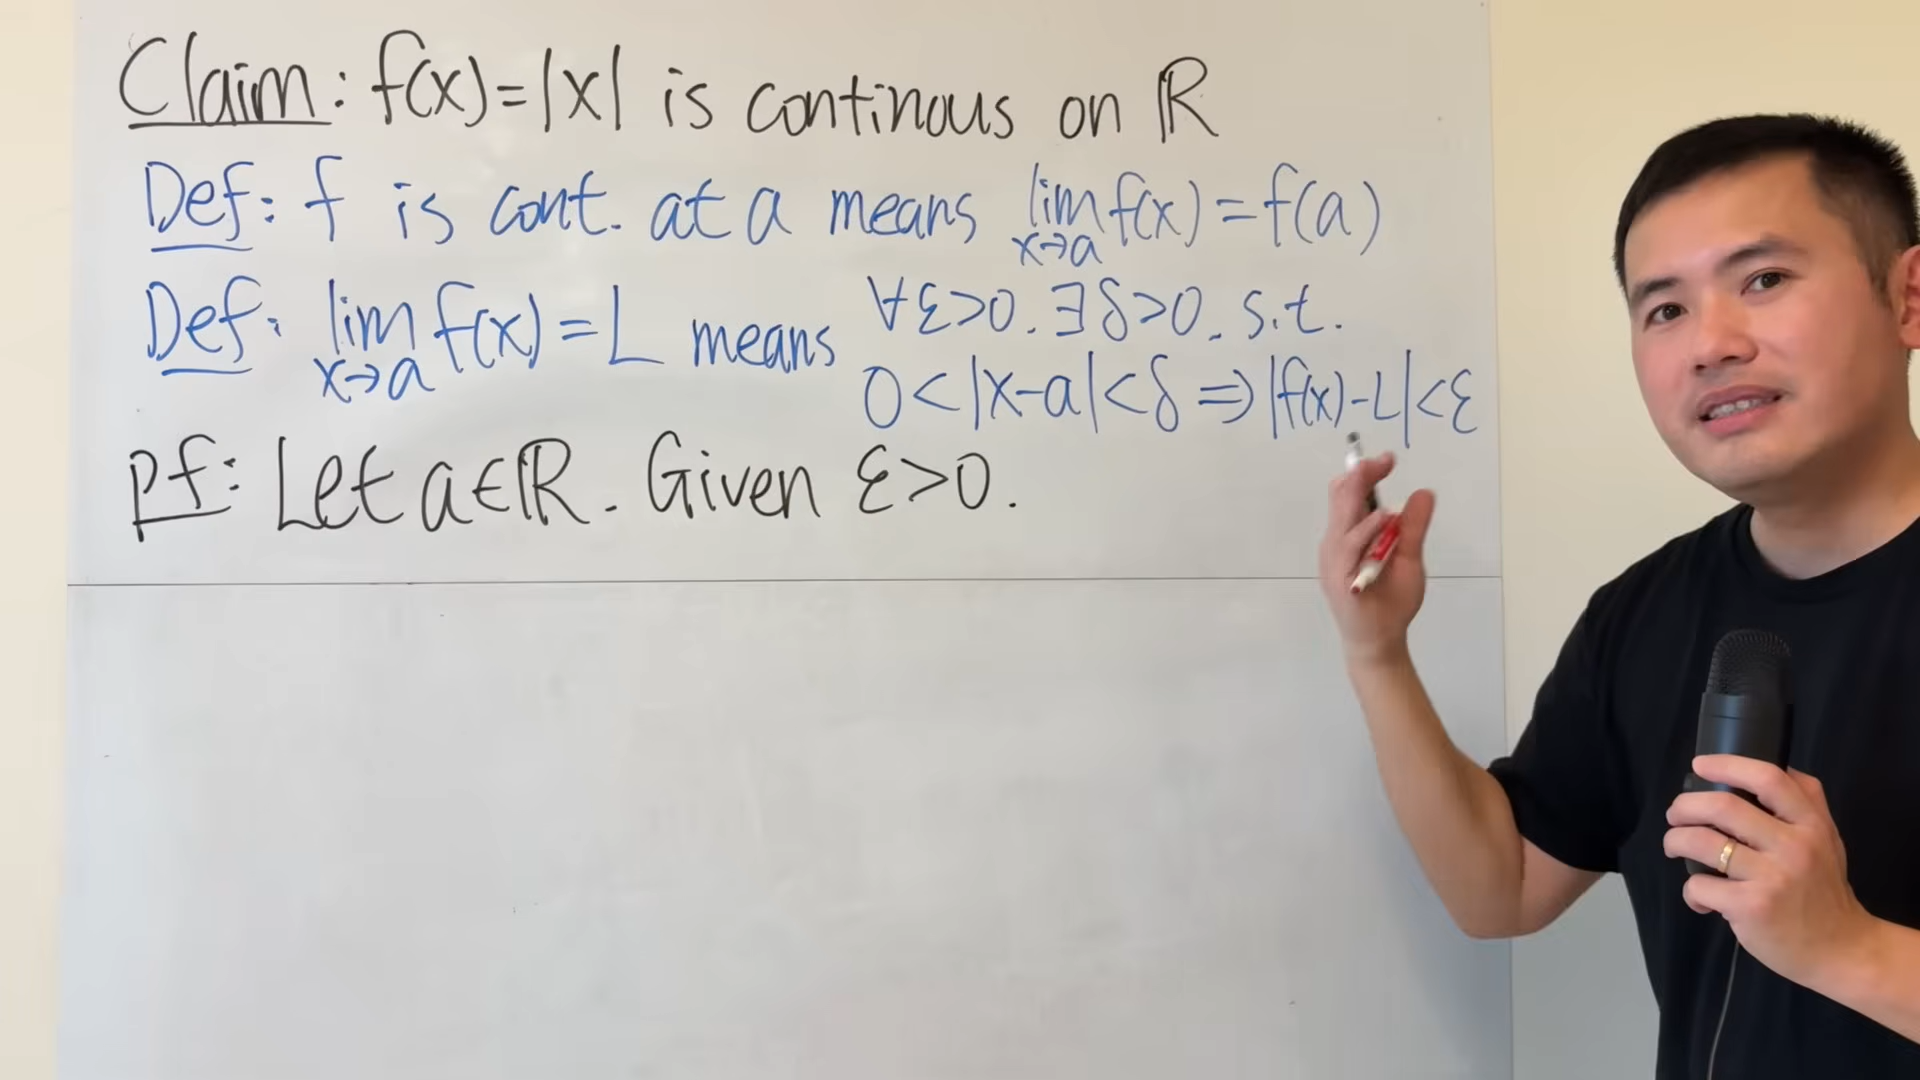 Claim: f(x)=|x| is continous on ℝ
Def: f is cont. at a means lim f(x) = f(a)
x→a
Def: lim f(x) = L means ∀ε>0. ∃δ>0. s.t.
x→a 0<|x-a|<δ ⇒ |f(x)-L|<ε
pf: Let a∈ℝ. Given ε>0.